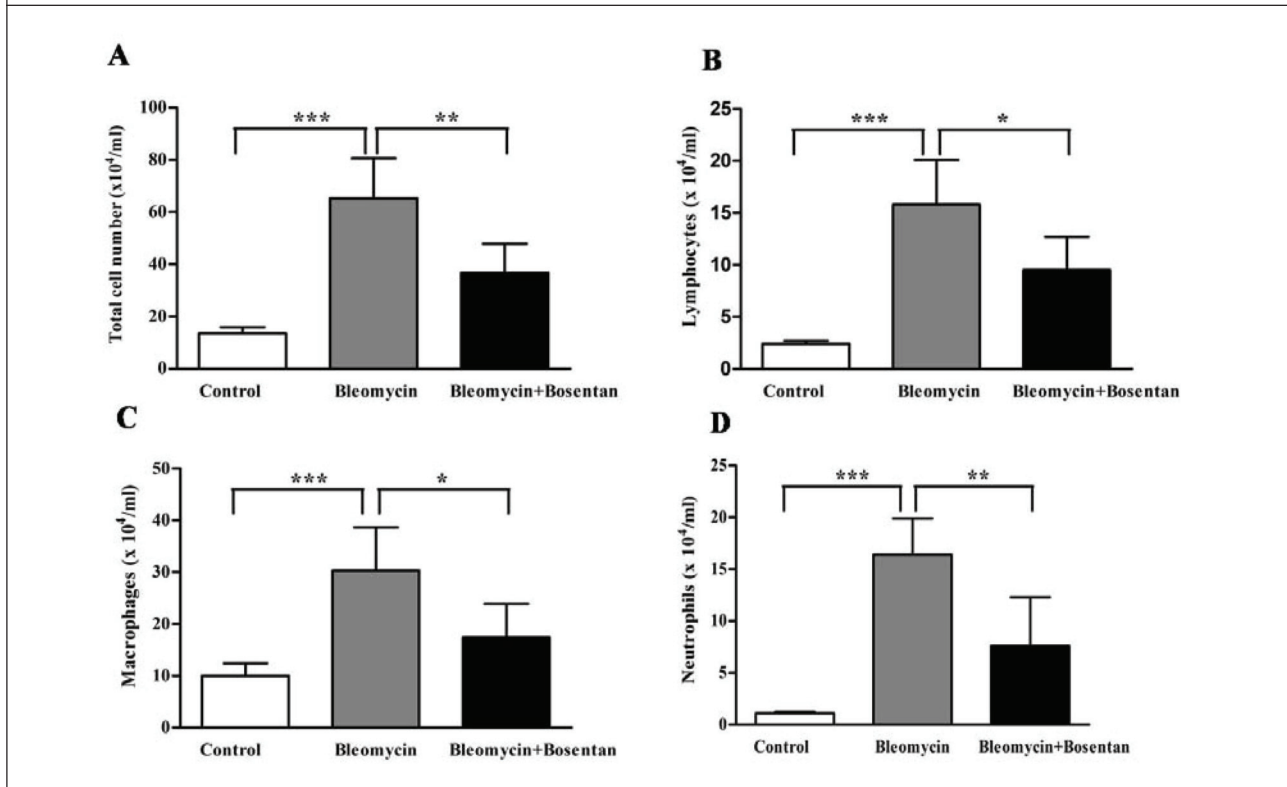 A
Total cell number (x10⁴/ml)
100
80
60
40
20
0
***
**
Control
Bleomycin
Bleomycin+Bosentan
B
Lymphocytes (x 10⁴/ml)
25
20
15
10
5
0
***
*
Control
Bleomycin
Bleomycin+Bosentan
C
Macrophages (x 10⁴/ml)
50
40
30
20
10
0
***
*
Control
Bleomycin
Bleomycin+Bosentan
D
Neutrophils (x 10⁴/ml)
25
20
15
10
5
0
***
**
Control
Bleomycin
Bleomycin+Bosentan